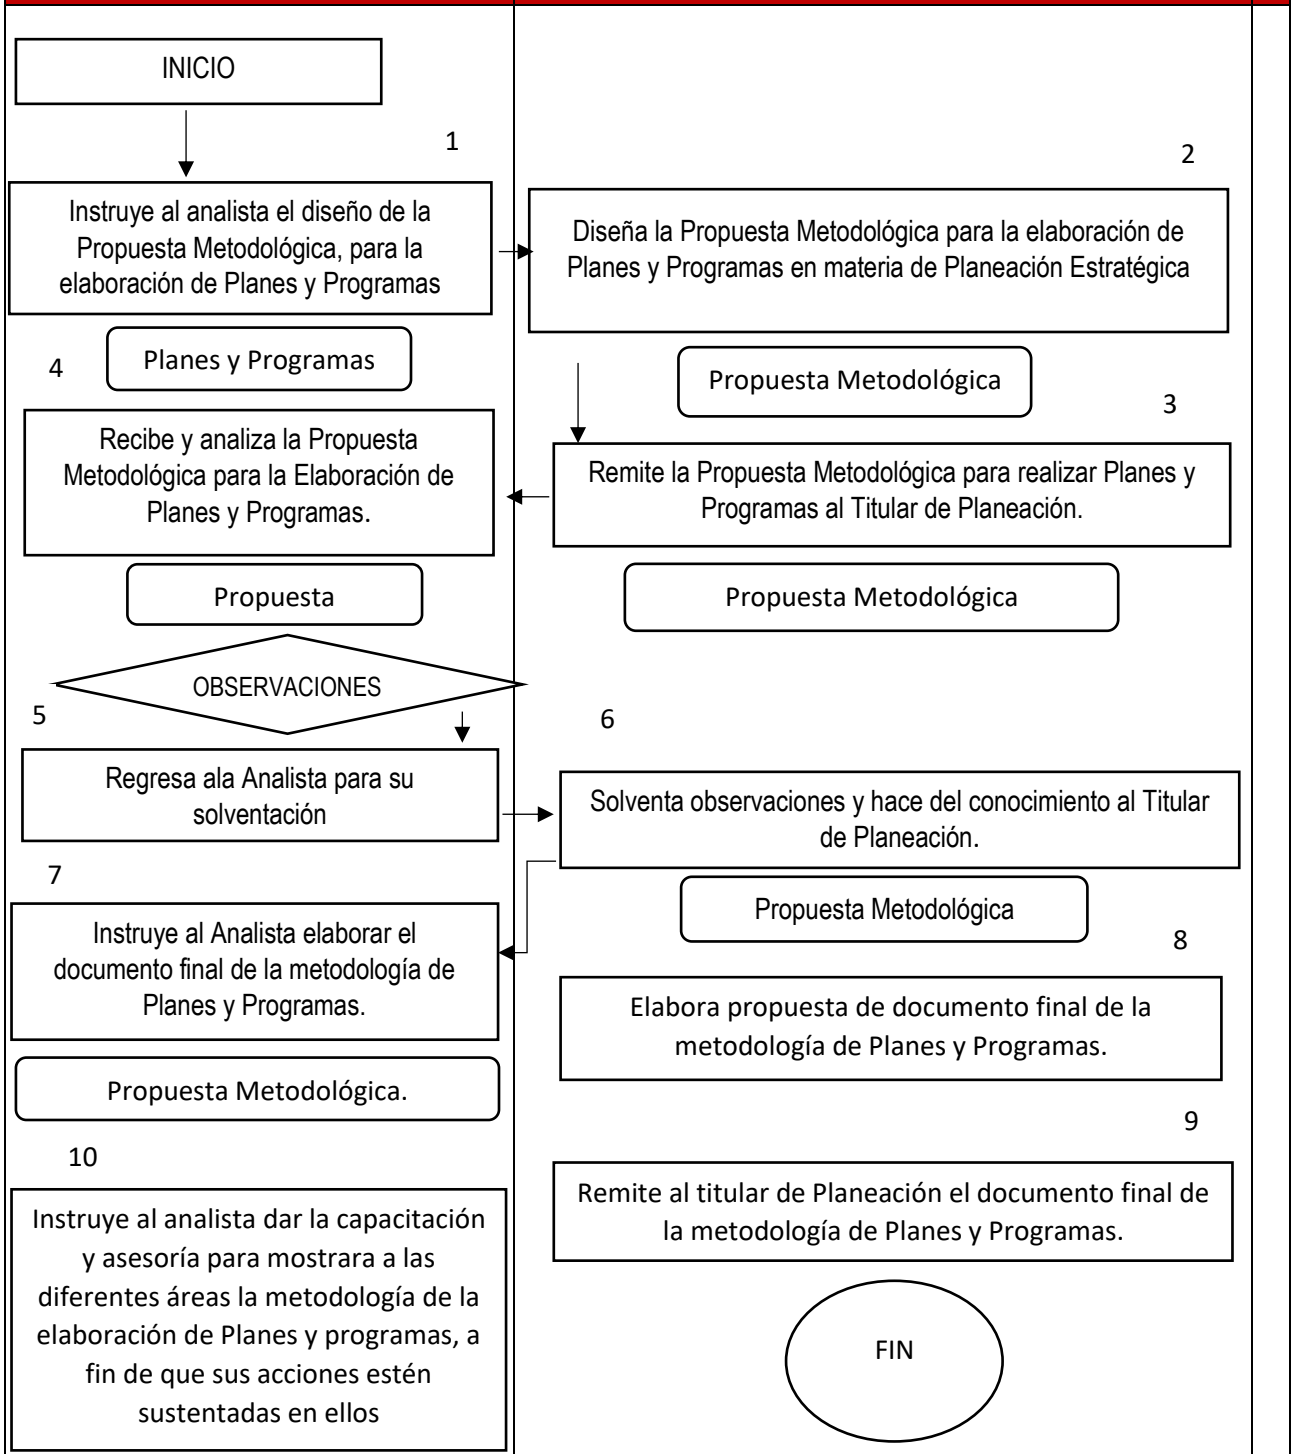 INICIO
1
2
Instruye al analista el diseño de la
Propuesta Metodológica, para la
elaboración de Planes y Programas
Diseña la Propuesta Metodológica para la elaboración de
Planes y Programas en materia de Planeación Estratégica
Planes y Programas
Propuesta Metodológica
3
Remite la Propuesta Metodológica para realizar Planes y
Programas al Titular de Planeación.
Propuesta Metodológica
4
Recibe y analiza la Propuesta
Metodológica para la Elaboración de
Planes y Programas.
Propuesta
OBSERVACIONES
5
Regresa ala Analista para su
solventación
6
Solventa observaciones y hace del conocimiento al Titular
de Planeación.
Propuesta Metodológica
7
Instruye al Analista elaborar el
documento final de la metodología de
Planes y Programas.
Propuesta Metodológica.
8
Elabora propuesta de documento final de la
metodología de Planes y Programas.
9
Remite al titular de Planeación el documento final de
la metodología de Planes y Programas.
10
Instruye al analista dar la capacitación
y asesoría para mostrara a las
diferentes áreas la metodología de la
elaboración de Planes y programas, a
fin de que sus acciones estén
sustentadas en ellos
FIN